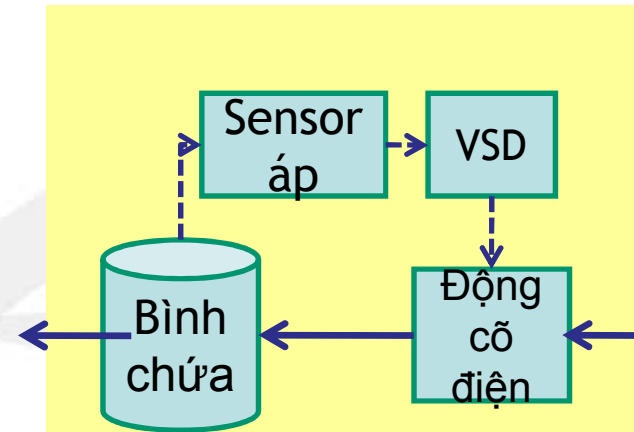 Sensor
áp
VSD
Động
cõ
điện
Bình
chứa